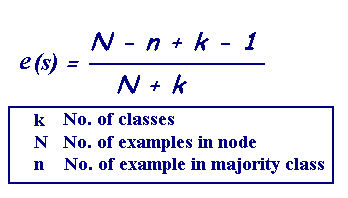 e(s) = N - n + k - 1 / N + k
k No. of classes
N No. of examples in node
n No. of example in majority class